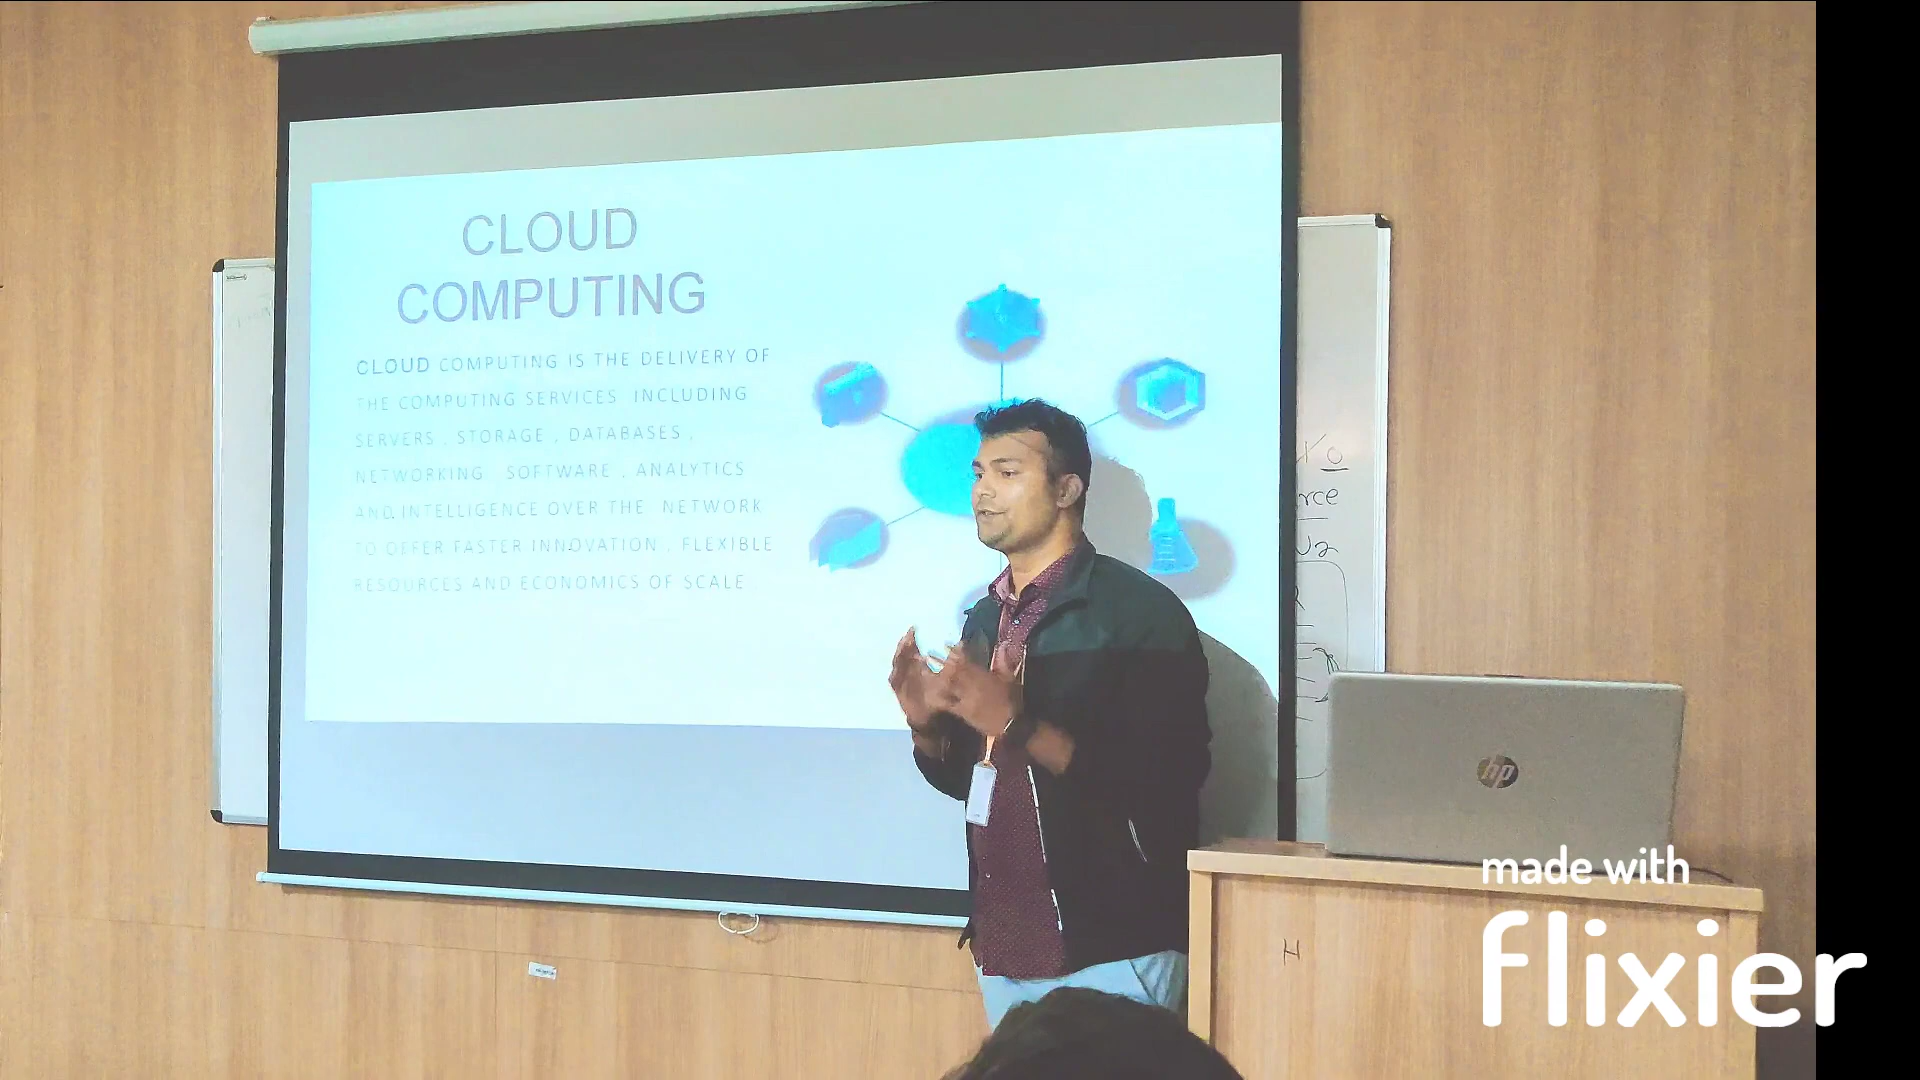 CLOUD
COMPUTING
CLOUD COMPUTING IS THE DELIVERY OF
THE COMPUTING SERVICES INCLUDING
SERVERS , STORAGE , DATABASES ,
NETWORKING SOFTWARE , ANALYTICS
AND INTELLIGENCE OVER THE NETWORK
TO OFFER FASTER INNOVATION , FLEXIBLE
RESOURCES AND ECONOMICS OF SCALE
hp
H
made with
flixier